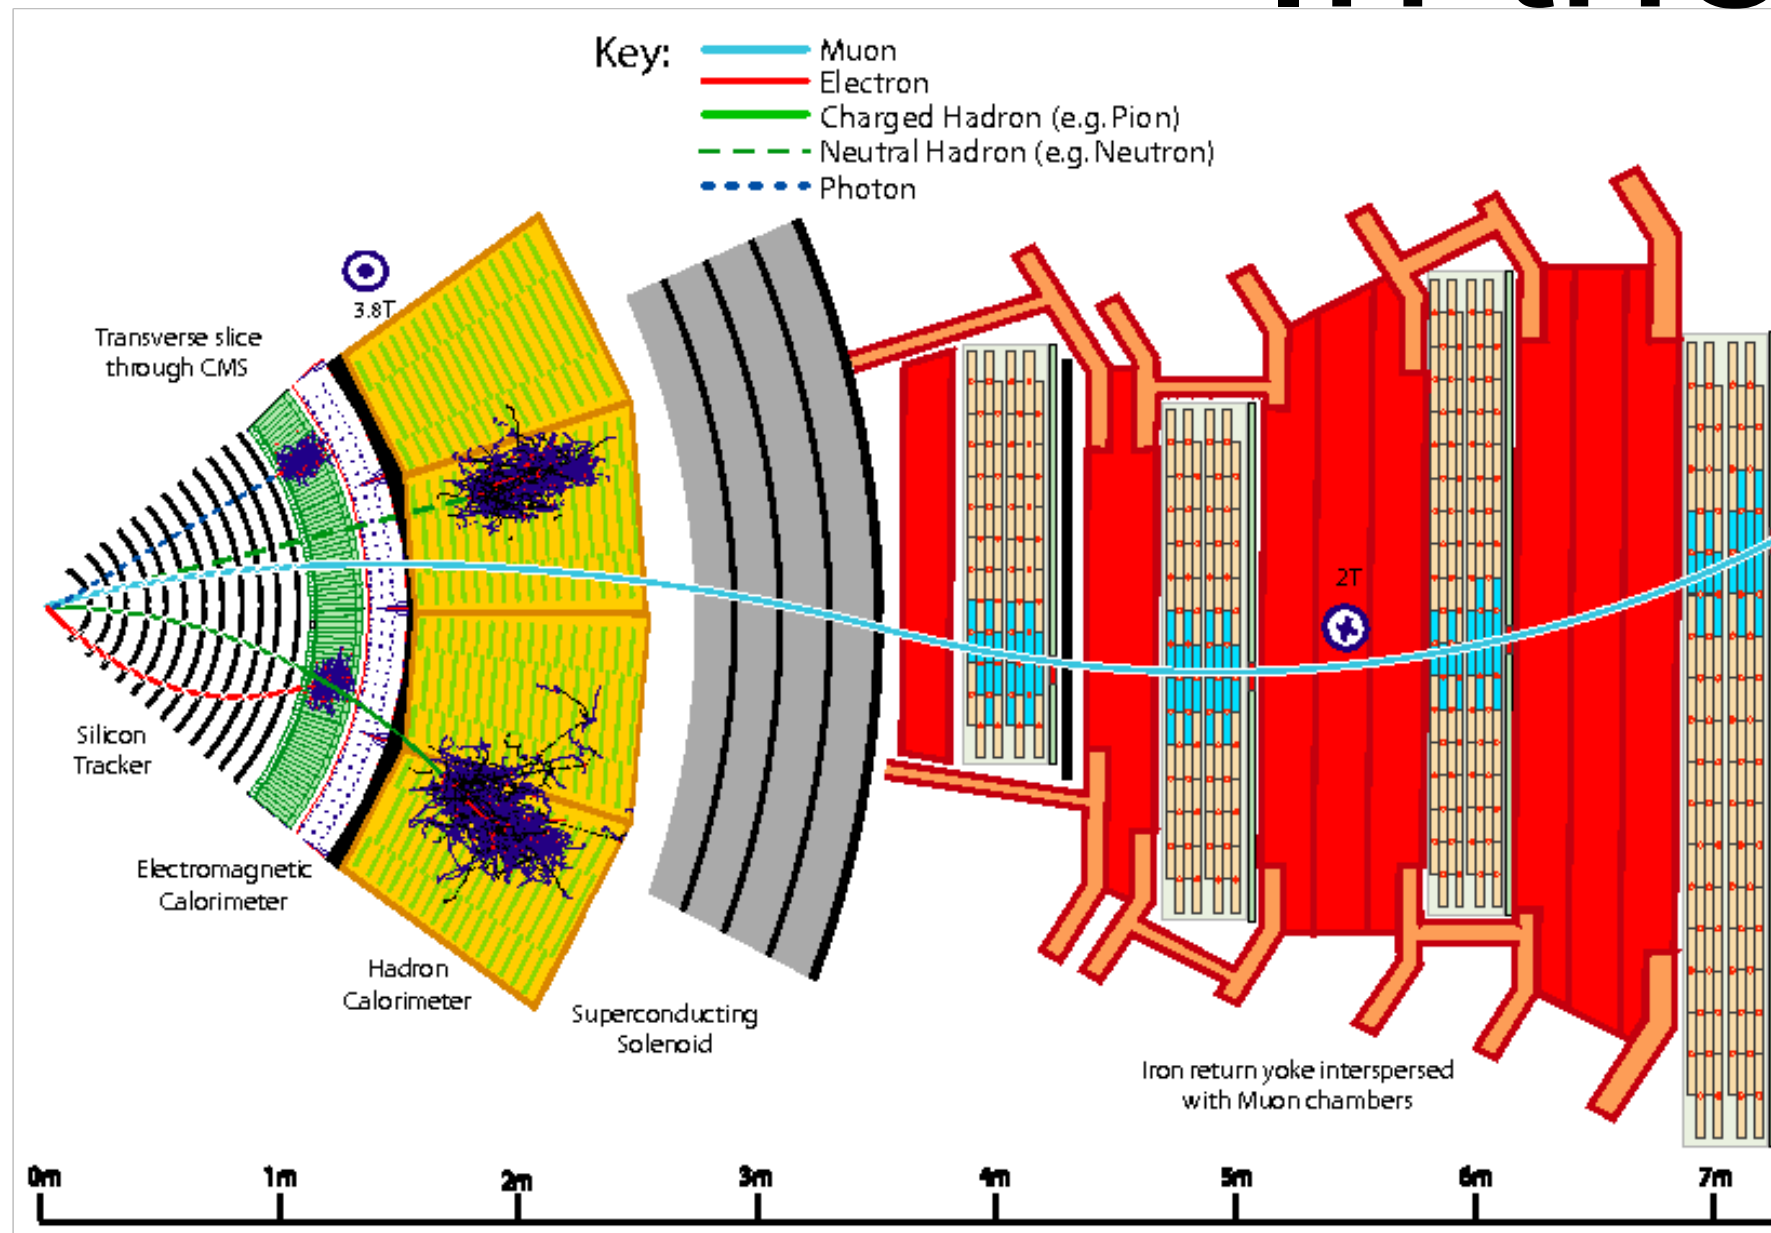 Key:
Muon
Electron
Charged Hadron (e.g. Pion)
Neutral Hadron (e.g. Neutron)
Photon
3.8T
Transverse slice
through CMS
2T
Silicon
Tracker
Electromagnetic
Calorimeter
Hadron
Calorimeter
Superconducting
Solenoid
Iron return yoke interspersed
with Muon chambers
0m 1m 2m 3m 4m 5m 6m 7m